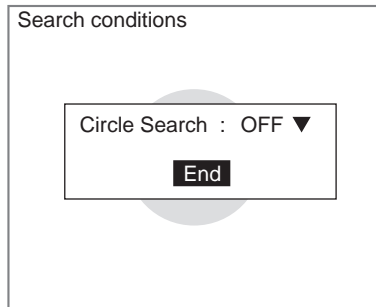 Search conditions
Circle Search : OFF ▼
End